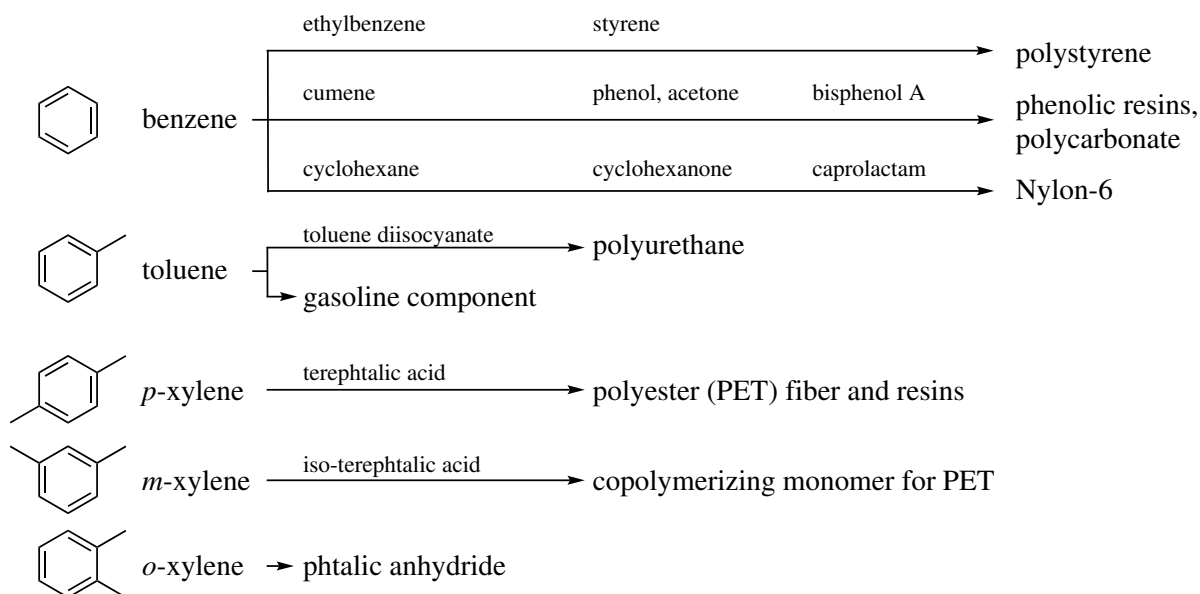 ethylbenzene styrene
polystyrene
benzene
cumene phenol, acetone bisphenol A
phenolic resins,
polycarbonate
cyclohexane cyclohexanone caprolactam
Nylon-6
toluene
toluene diisocyanate
polyurethane
gasoline component
p-xylene
terephtalic acid
polyester (PET) fiber and resins
m-xylene
iso-terephtalic acid
copolymerizing monomer for PET
o-xylene
phtalic anhydride